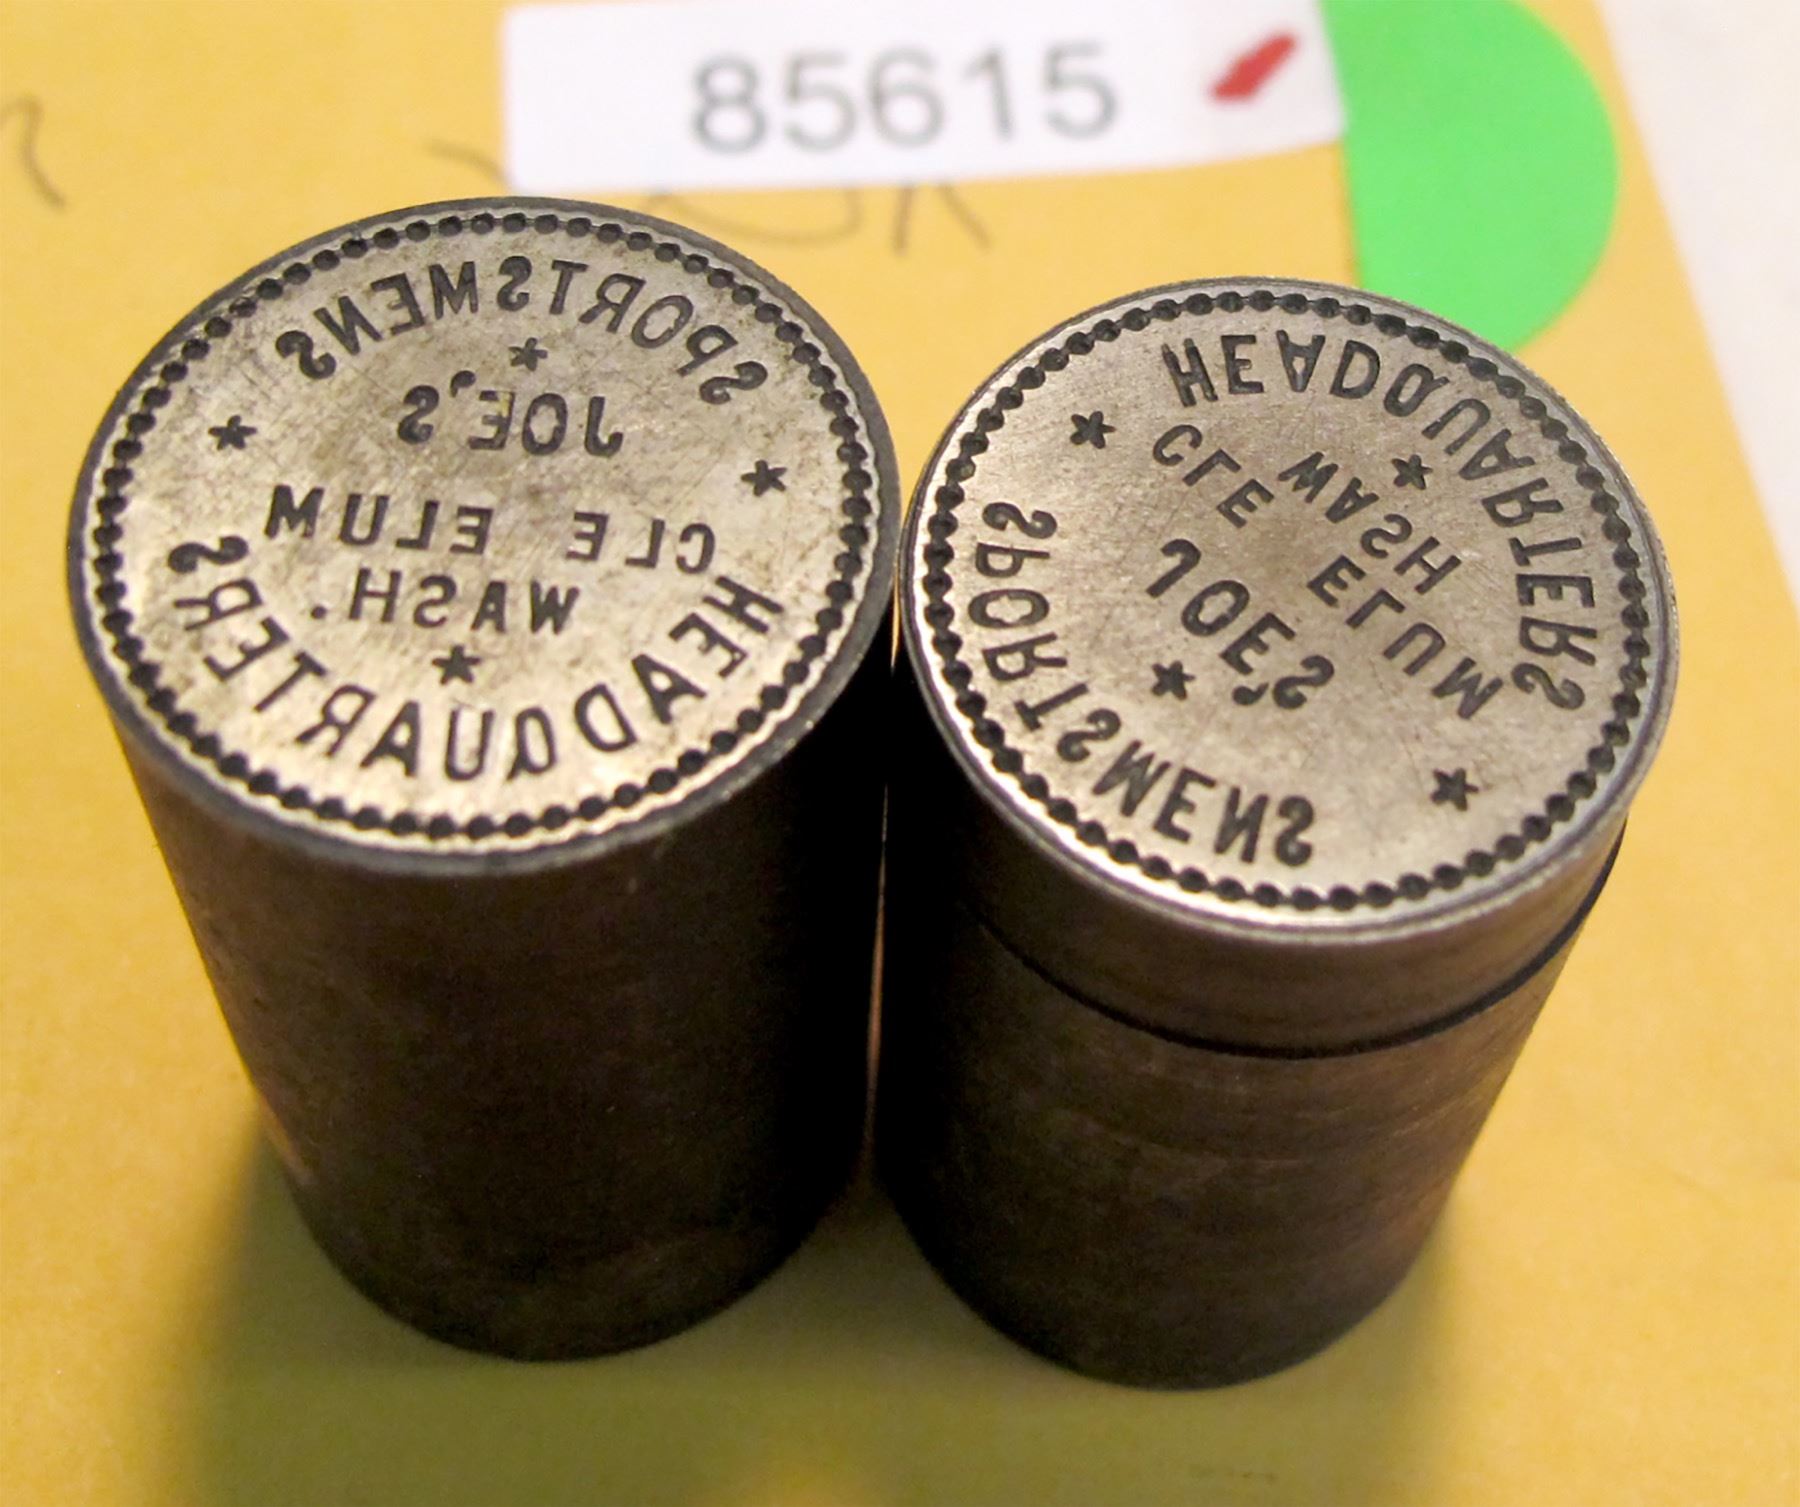 85615
SPORTSMENS
JOE'S
CLE ELUM
WASH.
HEADQUARTERS
SPORTSMENS
JOE'S
CLE ELUM
WASH
HEADQUARTERS